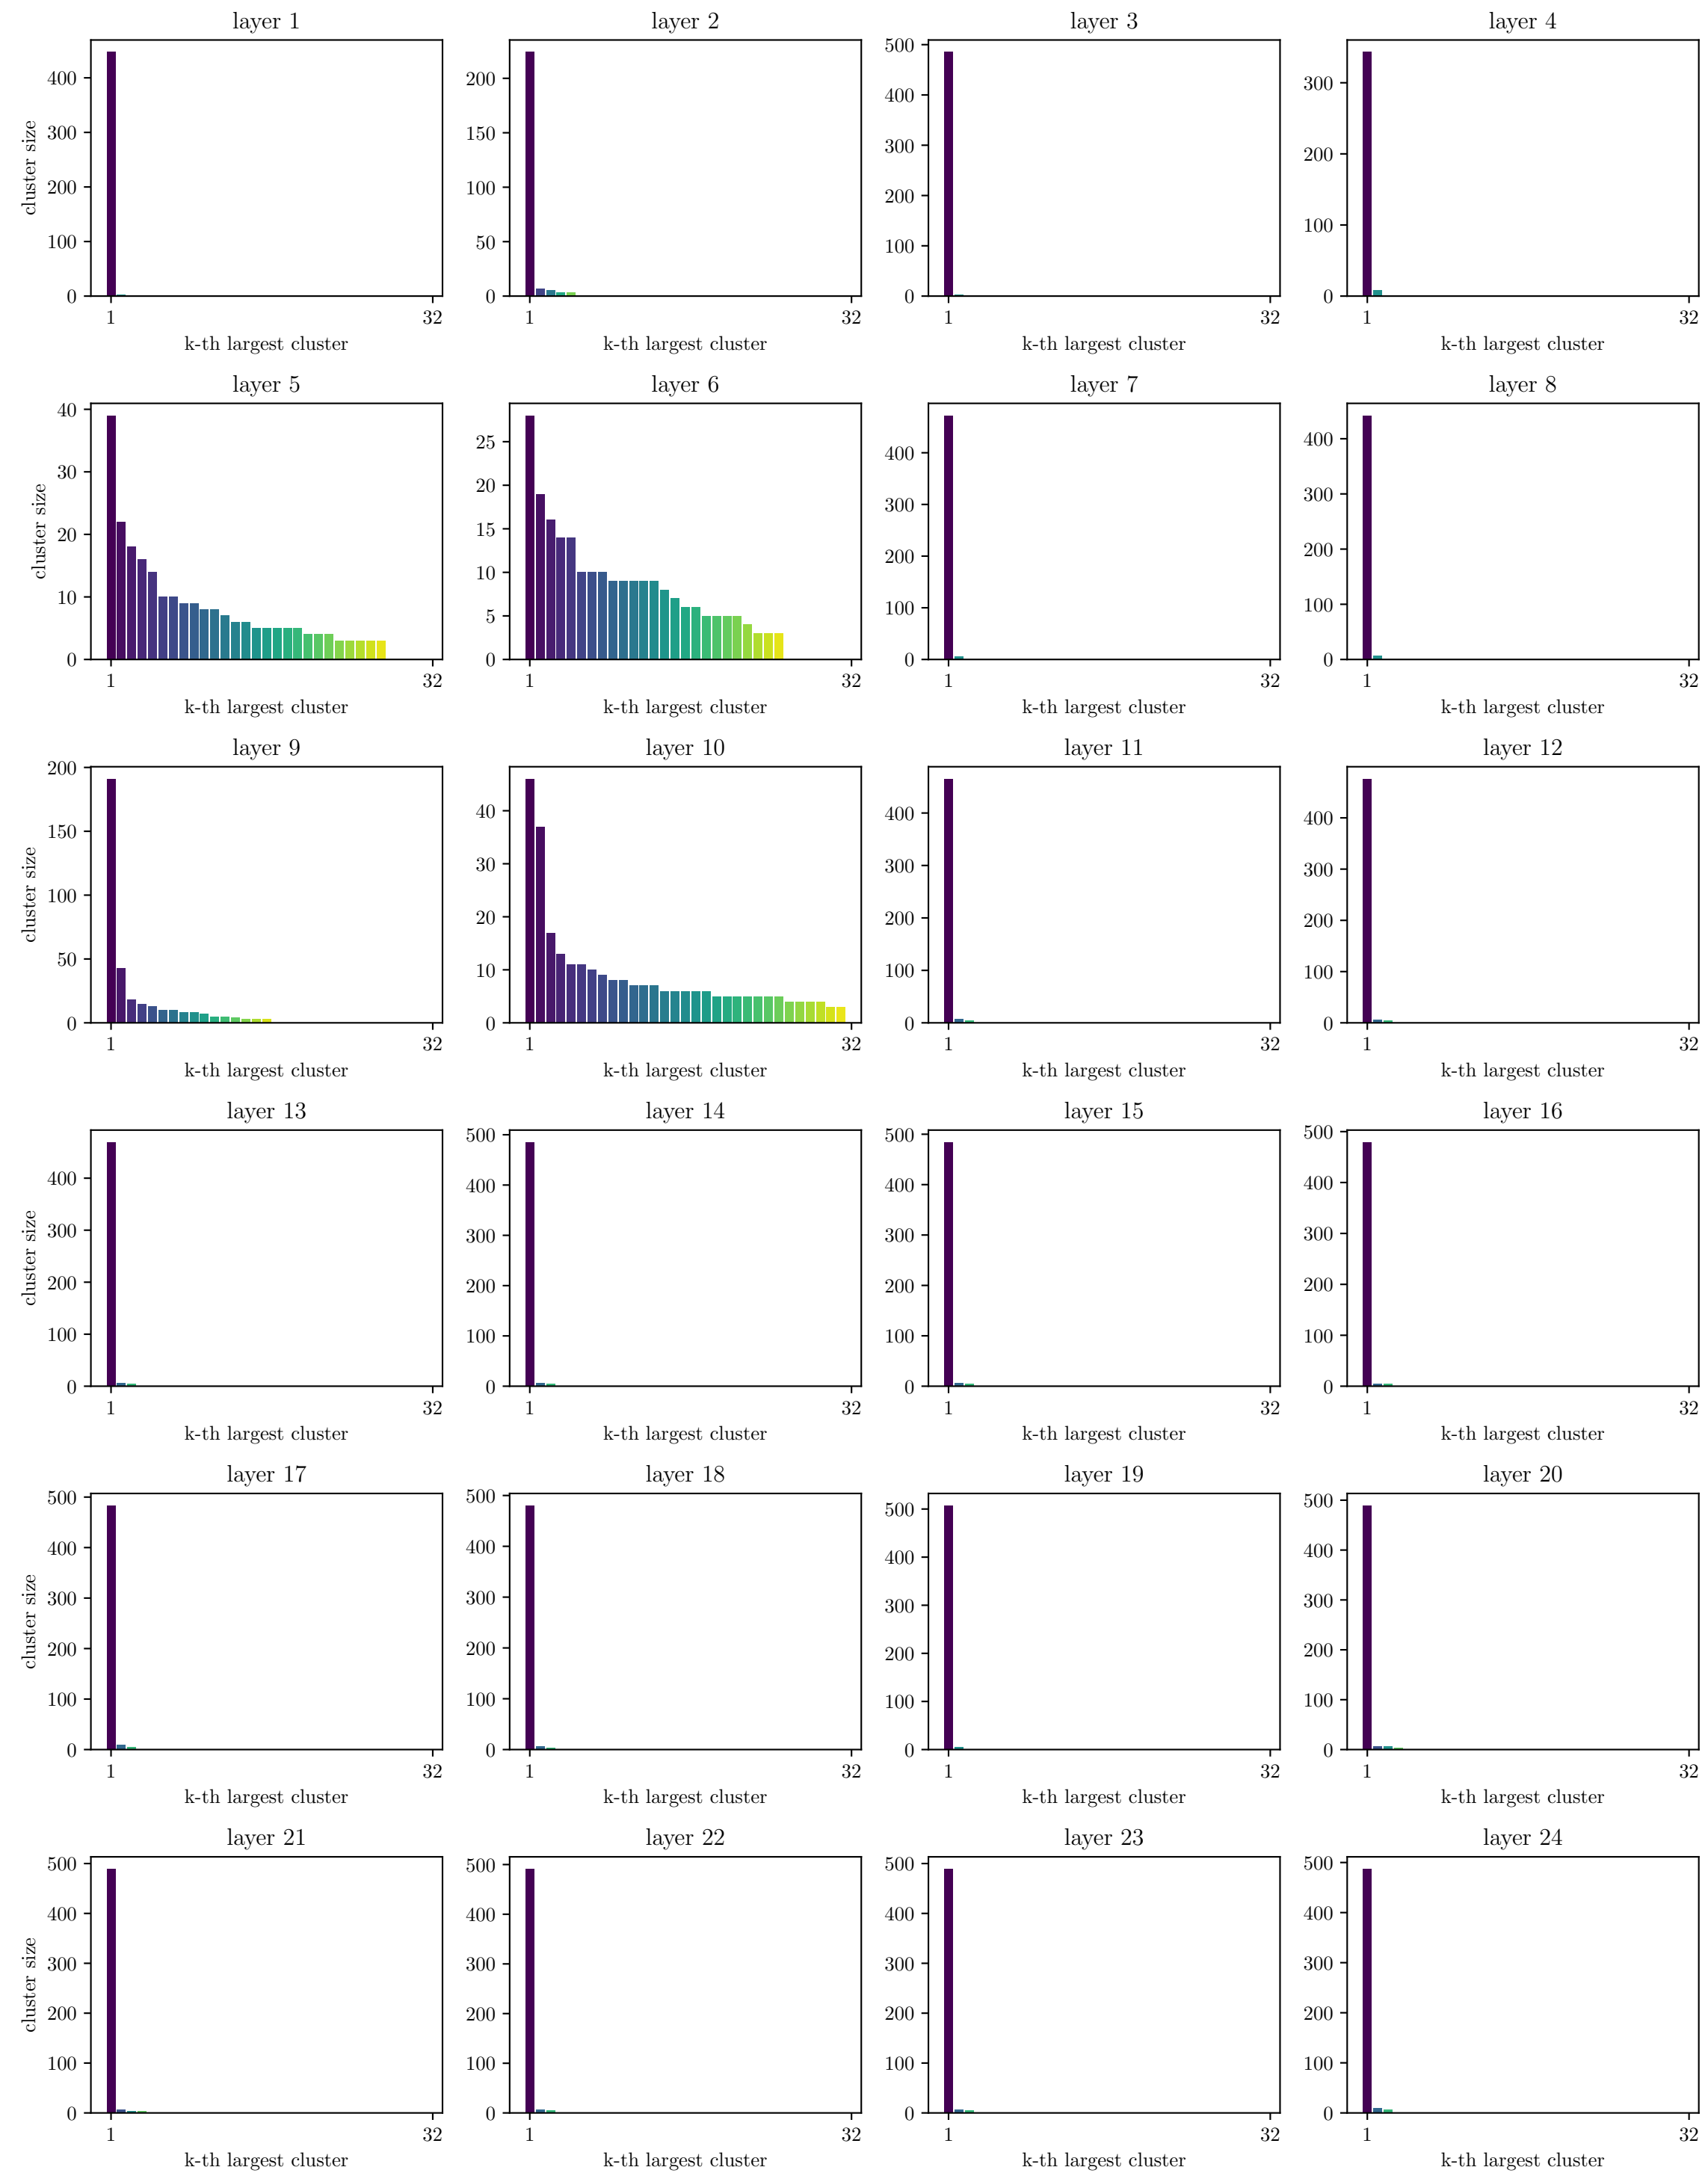 layer 1
layer 2
layer 3
layer 4
cluster size
400
300
200
100
0
200
150
100
50
0
500
400
300
200
100
0
300
200
100
0
1 32
1 32
1 32
1 32
k-th largest cluster
k-th largest cluster
k-th largest cluster
k-th largest cluster
layer 5
layer 6
layer 7
layer 8
cluster size
40
30
20
10
0
25
20
15
10
5
0
400
300
200
100
0
400
300
200
100
0
1 32
1 32
1 32
1 32
k-th largest cluster
k-th largest cluster
k-th largest cluster
k-th largest cluster
layer 9
layer 10
layer 11
layer 12
cluster size
200
150
100
50
0
40
30
20
10
0
400
300
200
100
0
400
300
200
100
0
1 32
1 32
1 32
1 32
k-th largest cluster
k-th largest cluster
k-th largest cluster
k-th largest cluster
layer 13
layer 14
layer 15
layer 16
cluster size
400
300
200
100
0
500
400
300
200
100
0
500
400
300
200
100
0
500
400
300
200
100
0
1 32
1 32
1 32
1 32
k-th largest cluster
k-th largest cluster
k-th largest cluster
k-th largest cluster
layer 17
layer 18
layer 19
layer 20
cluster size
500
400
300
200
100
0
500
400
300
200
100
0
500
400
300
200
100
0
500
400
300
200
100
0
1 32
1 32
1 32
1 32
k-th largest cluster
k-th largest cluster
k-th largest cluster
k-th largest cluster
layer 21
layer 22
layer 23
layer 24
cluster size
500
400
300
200
100
0
500
400
300
200
100
0
500
400
300
200
100
0
500
400
300
200
100
0
1 32
1 32
1 32
1 32
k-th largest cluster
k-th largest cluster
k-th largest cluster
k-th largest cluster